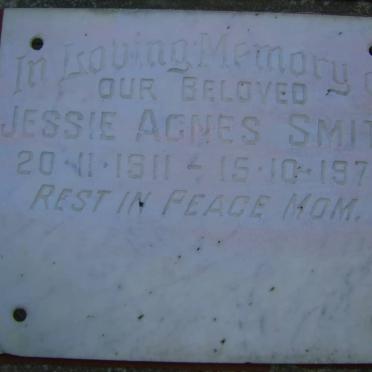 In Loving Memory o
OUR BELOVED
JESSIE AGNES SMIT
20·11·1911 - 15·10·197
REST IN PEACE MOM.